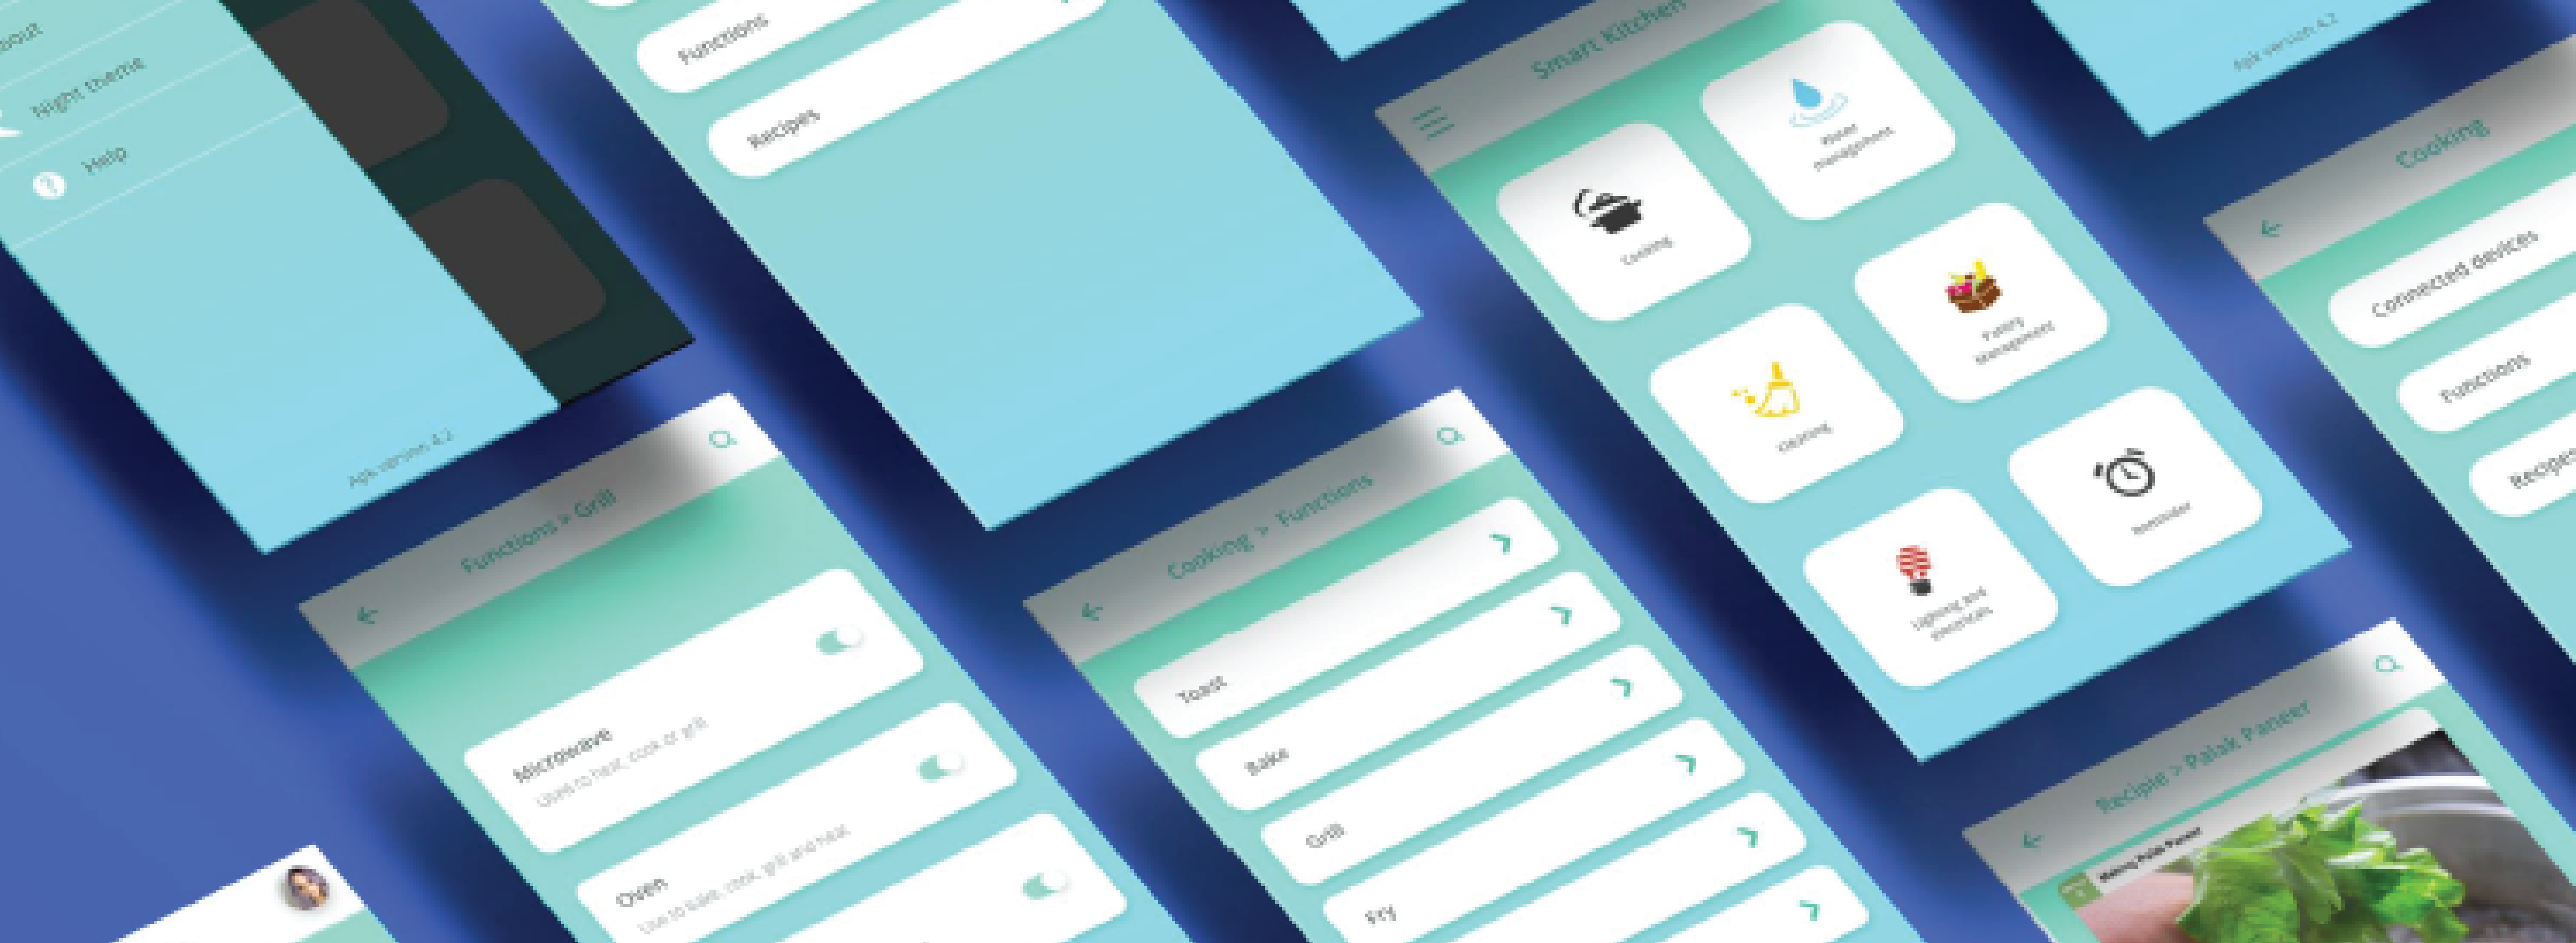 bout
Night theme
Help
Apk version 4.2
Functions
Recipes
Smart Kitchen
Water
management
Cooking
Pantry
Management
Cleaning
Reminder
Lighting and
electricals
Apk version 4.2
Cooking
Connected devices
Functions
Recipes
Functions > Grill
Microwave
Used to heat, cook or grill
Oven
Use to bake, cook, grill and heat
Cooking > Functions
Toast
Bake
Grill
Fry
Recipie > Palak Paneer
Making Palak Paneer